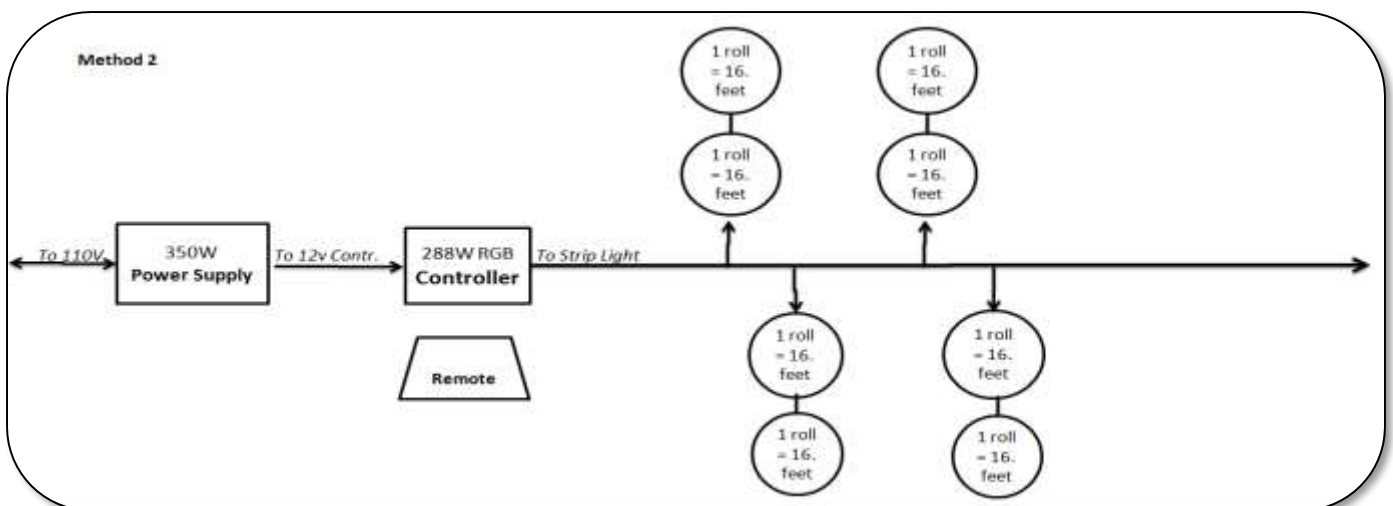 Method 2
1 roll
= 16.
feet
1 roll
= 16.
feet
1 roll
= 16.
feet
1 roll
= 16.
feet
To 110V
350W
Power Supply
To 12v Contr.
288W RGB
Controller
To Strip Light
Remote
1 roll
= 16.
feet
1 roll
= 16.
feet
1 roll
= 16.
feet
1 roll
= 16.
feet